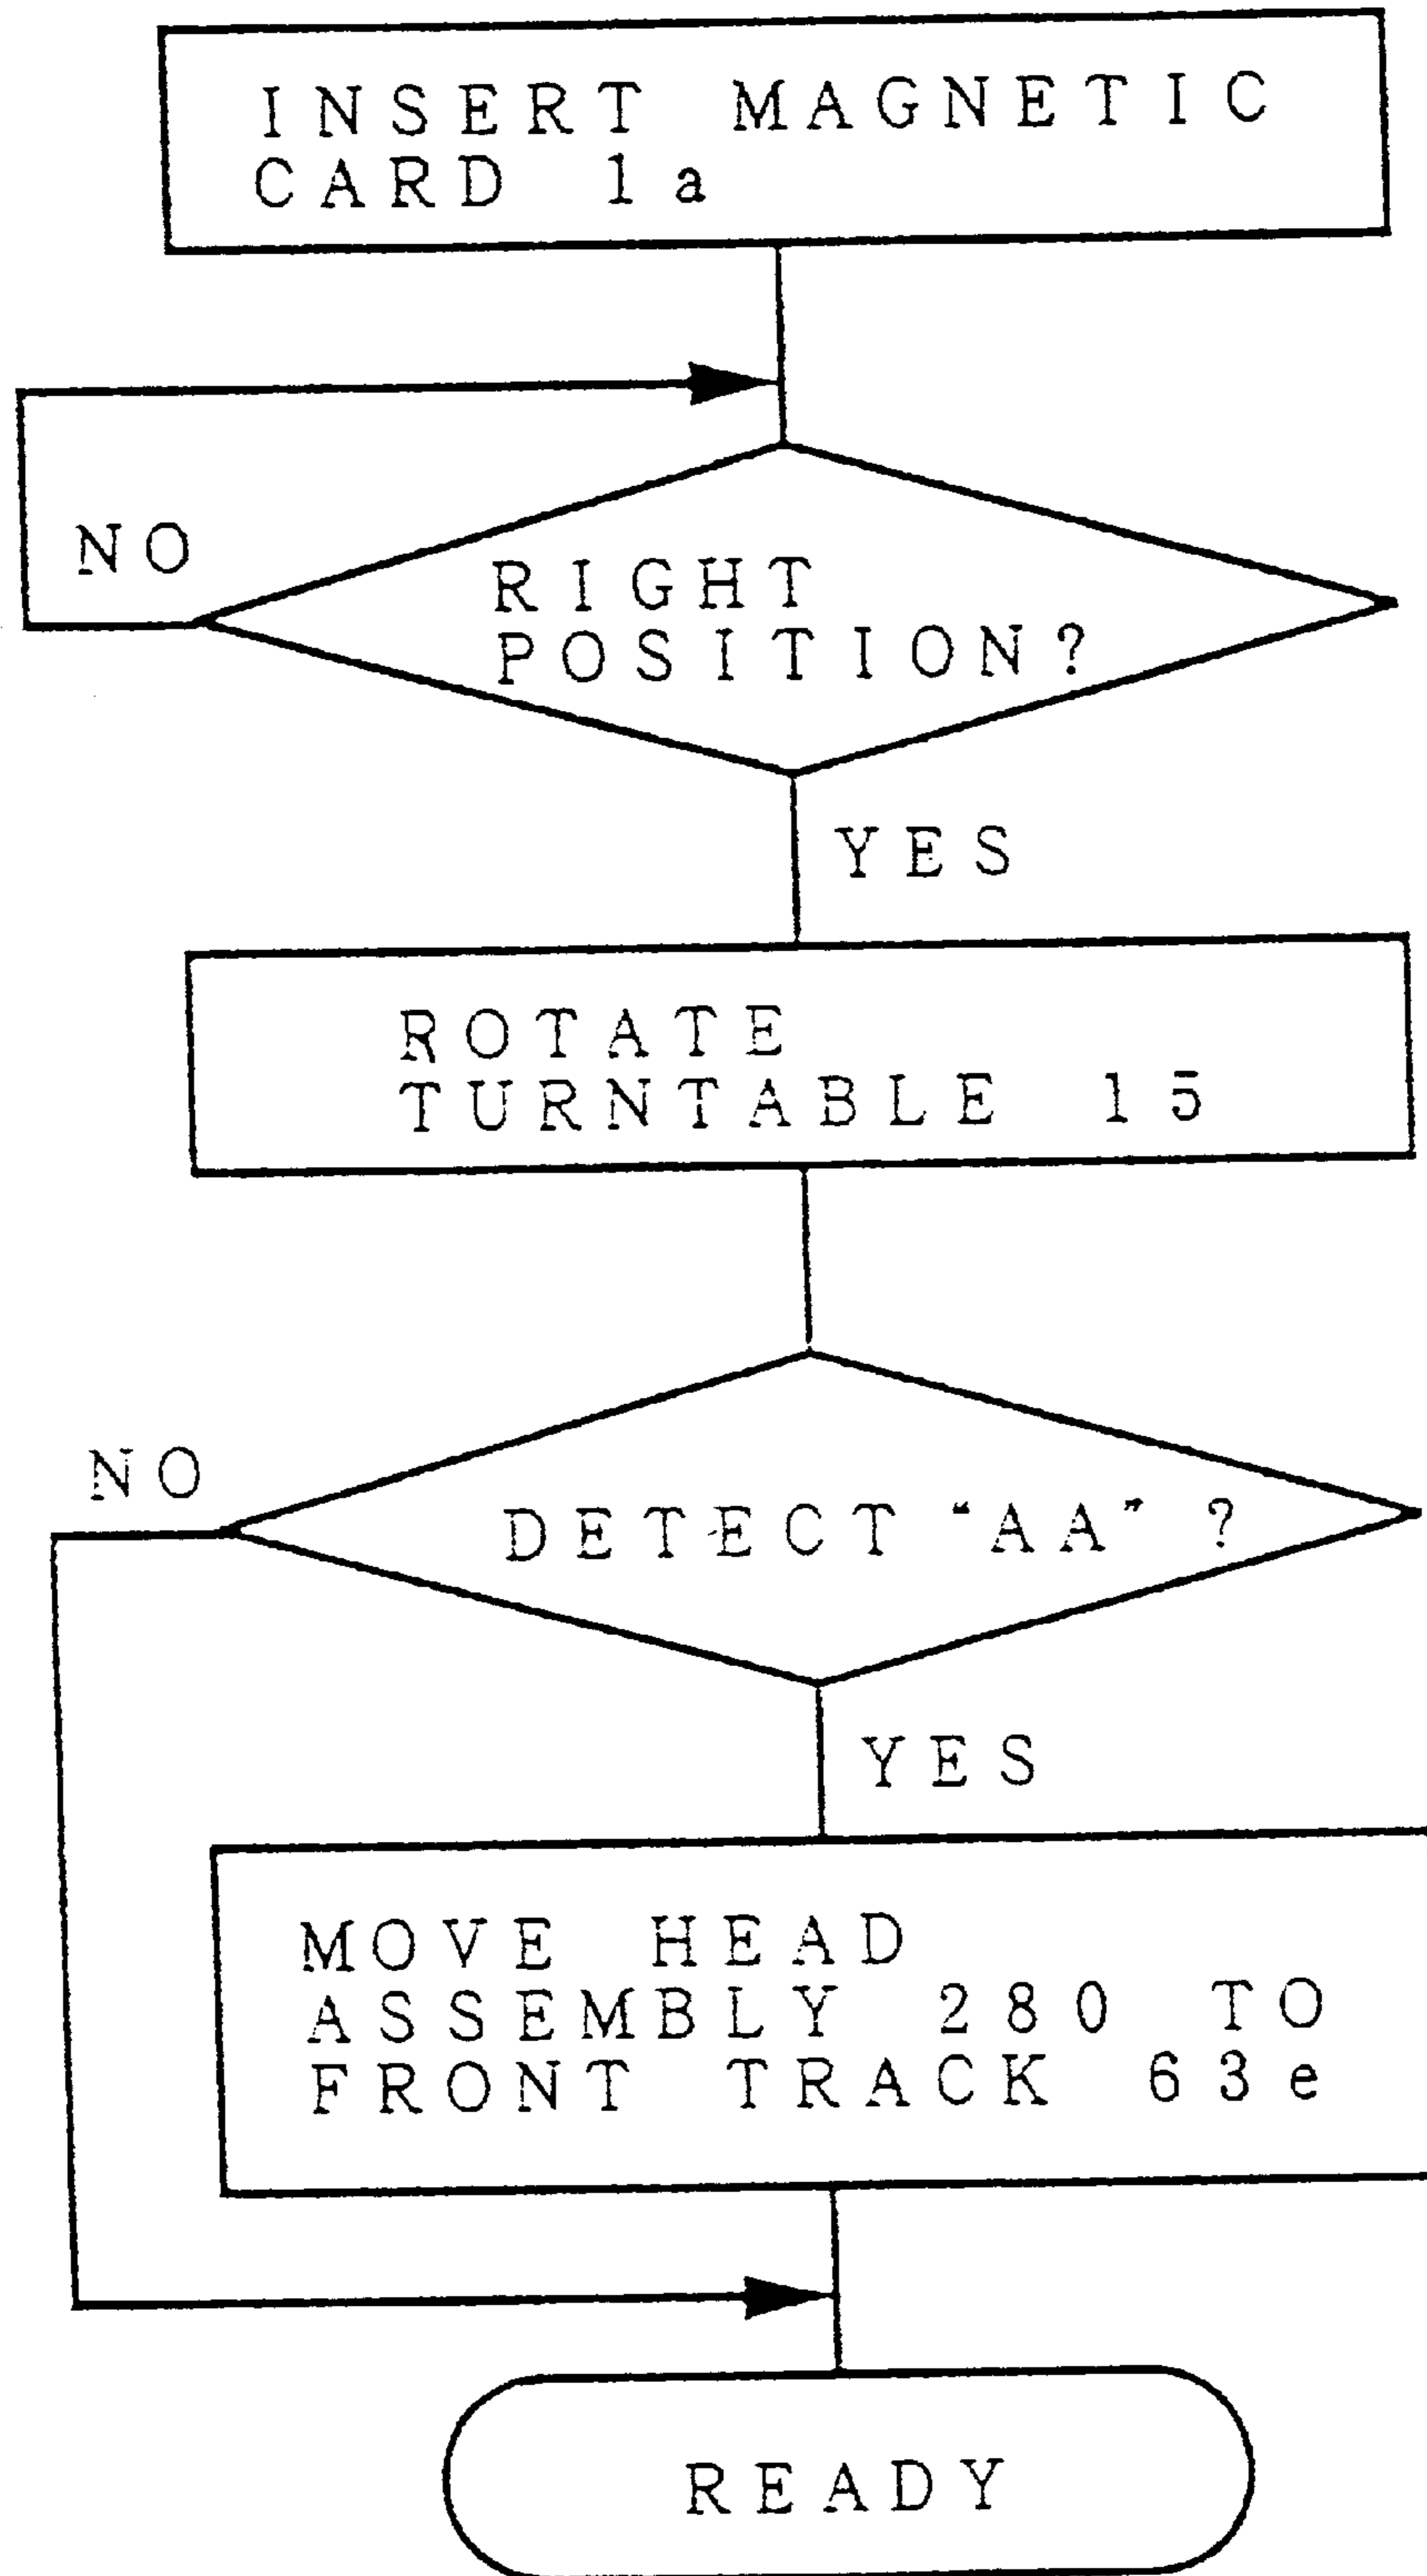 INSERT MAGNETIC
CARD 1a
NO
RIGHT
POSITION?
YES
ROTATE
TURNTABLE 15
NO
DETECT "AA" ?
YES
MOVE HEAD
ASSEMBLY 280 TO
FRONT TRACK 63e
READY